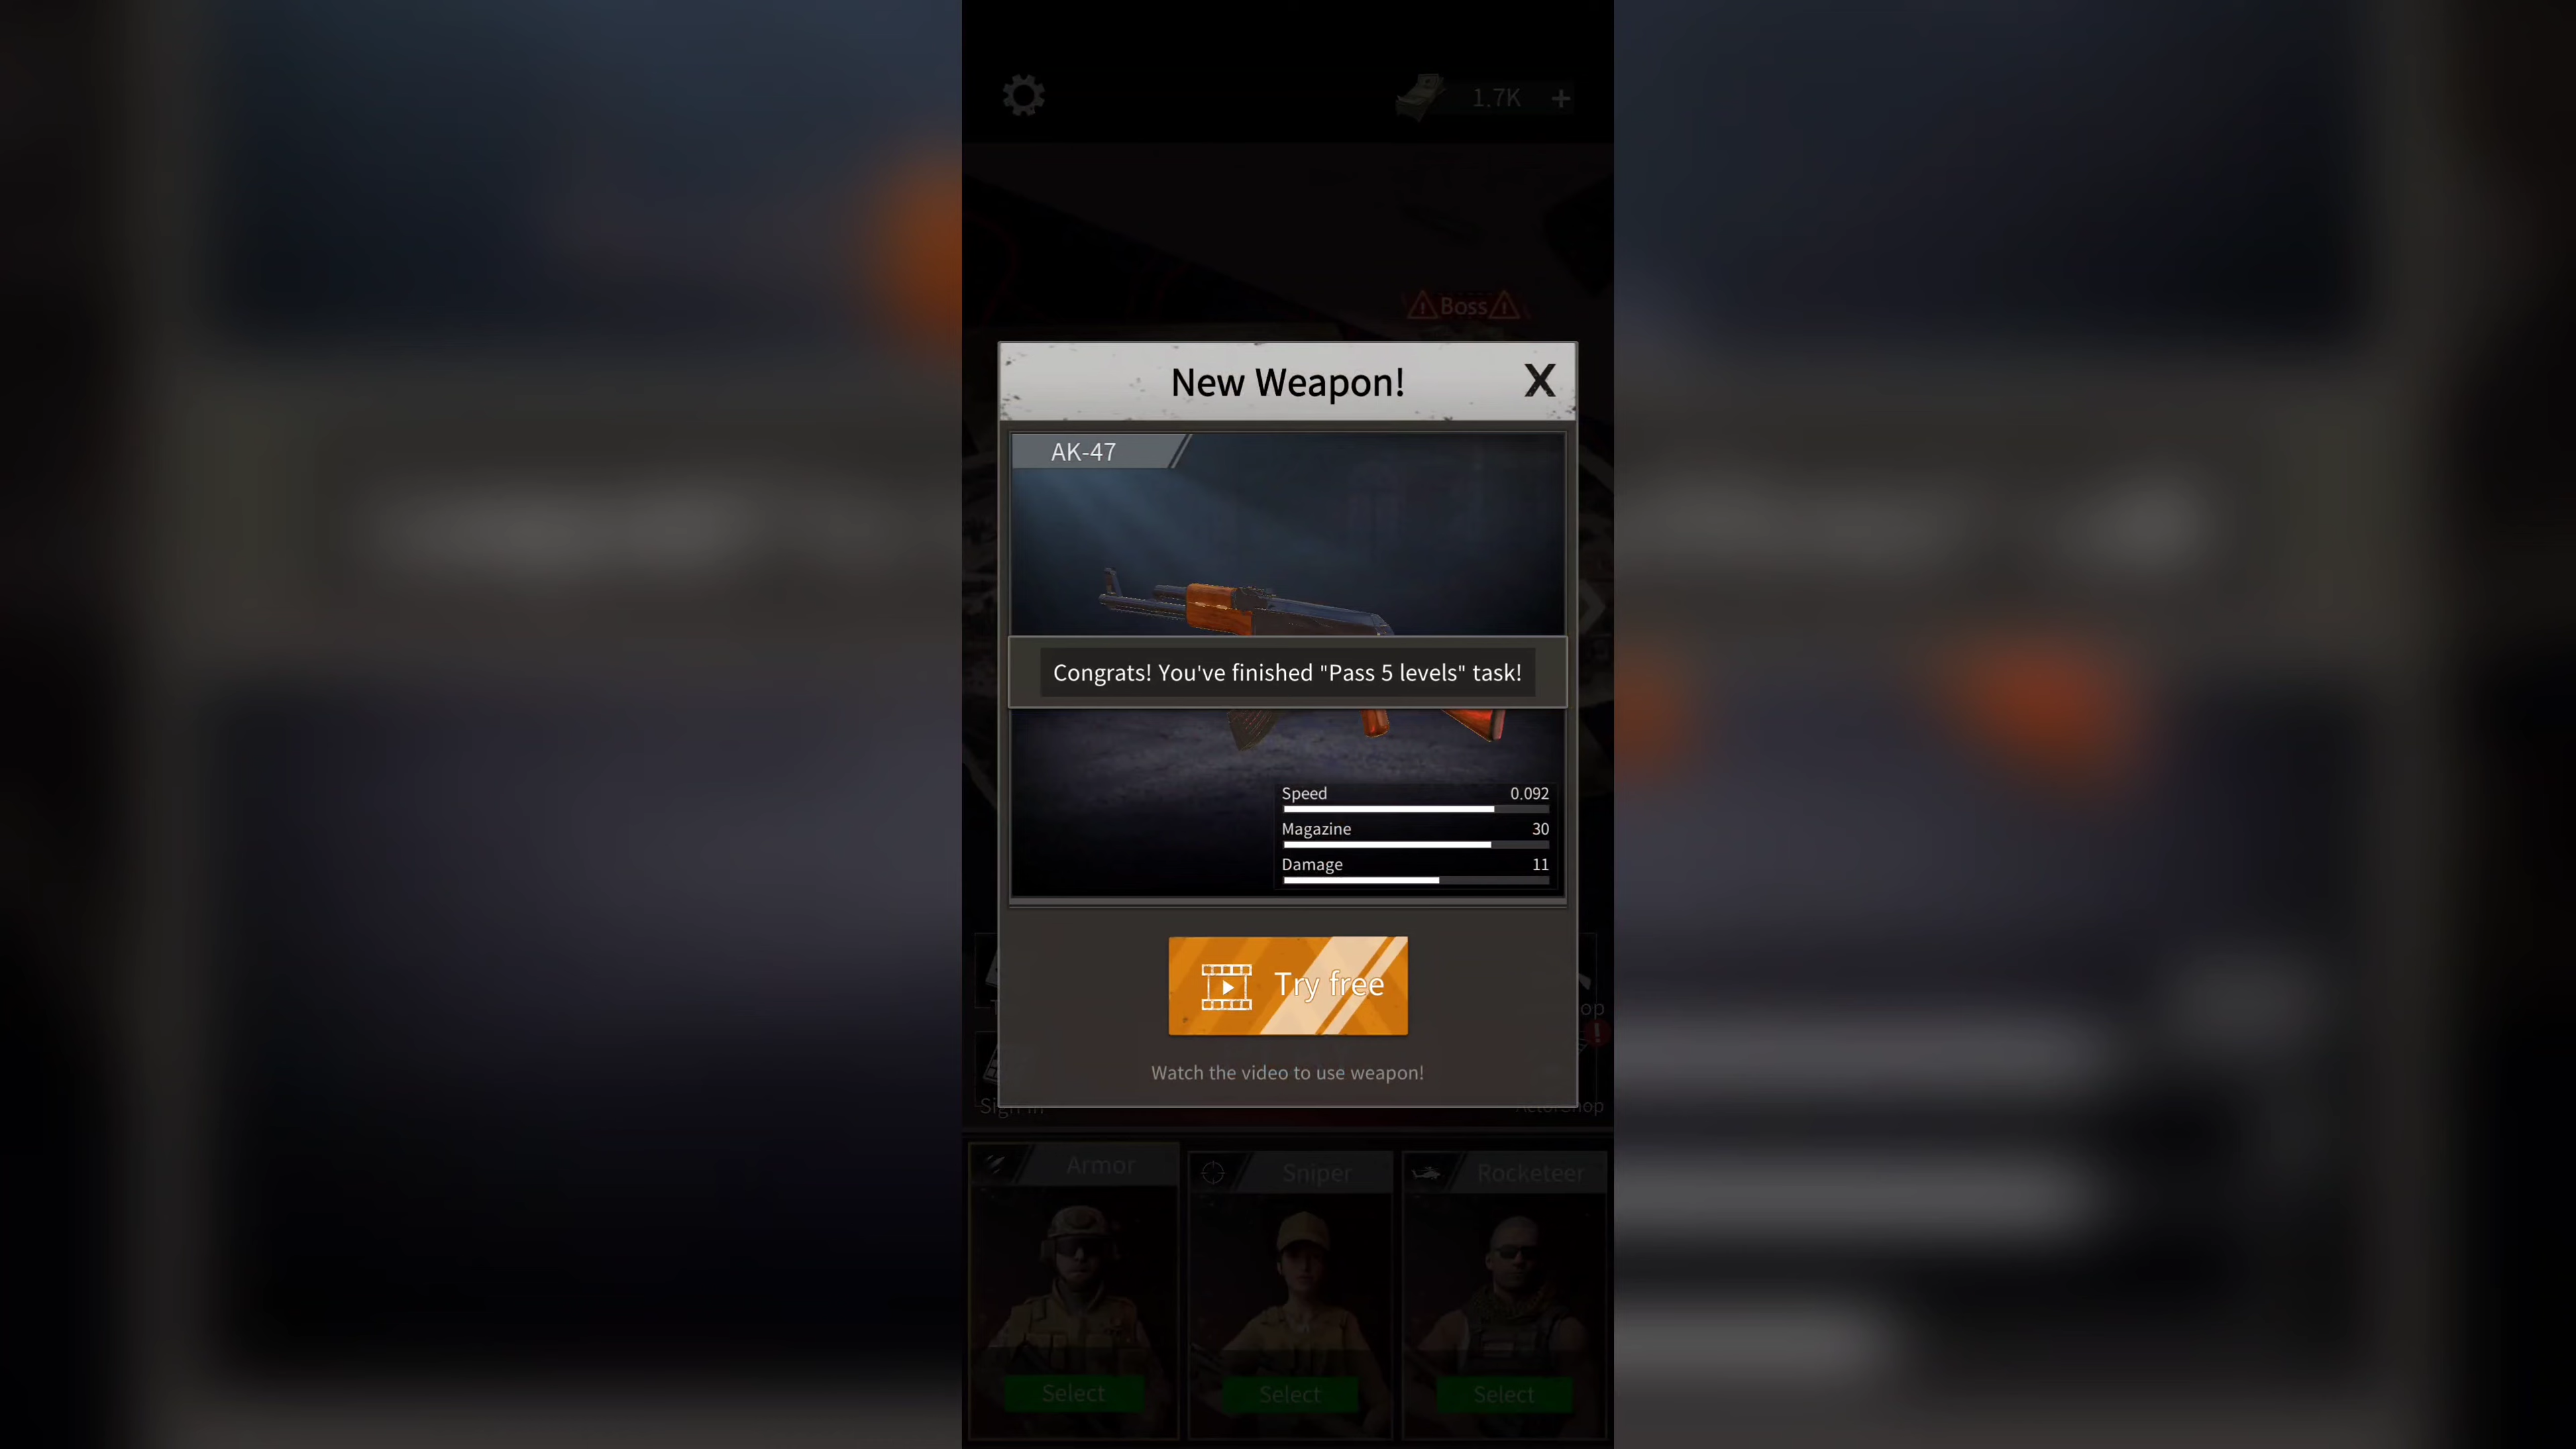 1.7K +
Boss
New Weapon!
X
AK-47
Congrats! You've finished "Pass 5 levels" task!
Speed 0.092
Magazine 30
Damage 11
Try free
Watch the video to use weapon!
Armor
Sniper
Rocketeer
Select
Select
Select